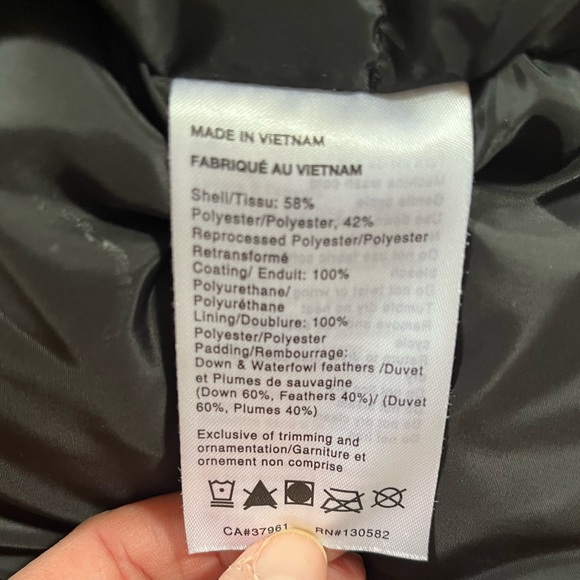 MADE IN VIETNAM
FABRIQUÉ AU VIETNAM
Shell/Tissu: 58%
Polyester/Polyester, 42%
Reprocessed Polyester/Polyester
Retransformé
Coating/ Enduit: 100%
Polyurethane/
Polyuréthane
Lining/Doublure: 100%
Polyester/Polyester
Padding/Rembourrage:
Down & Waterfowl feathers /Duvet
et Plumes de sauvagine
(Down 60%, Feathers 40%)/ (Duvet
60%, Plumes 40%)
Exclusive of trimming and
ornamentation/Garniture et
ornement non comprise
CA#37961 RN#130582